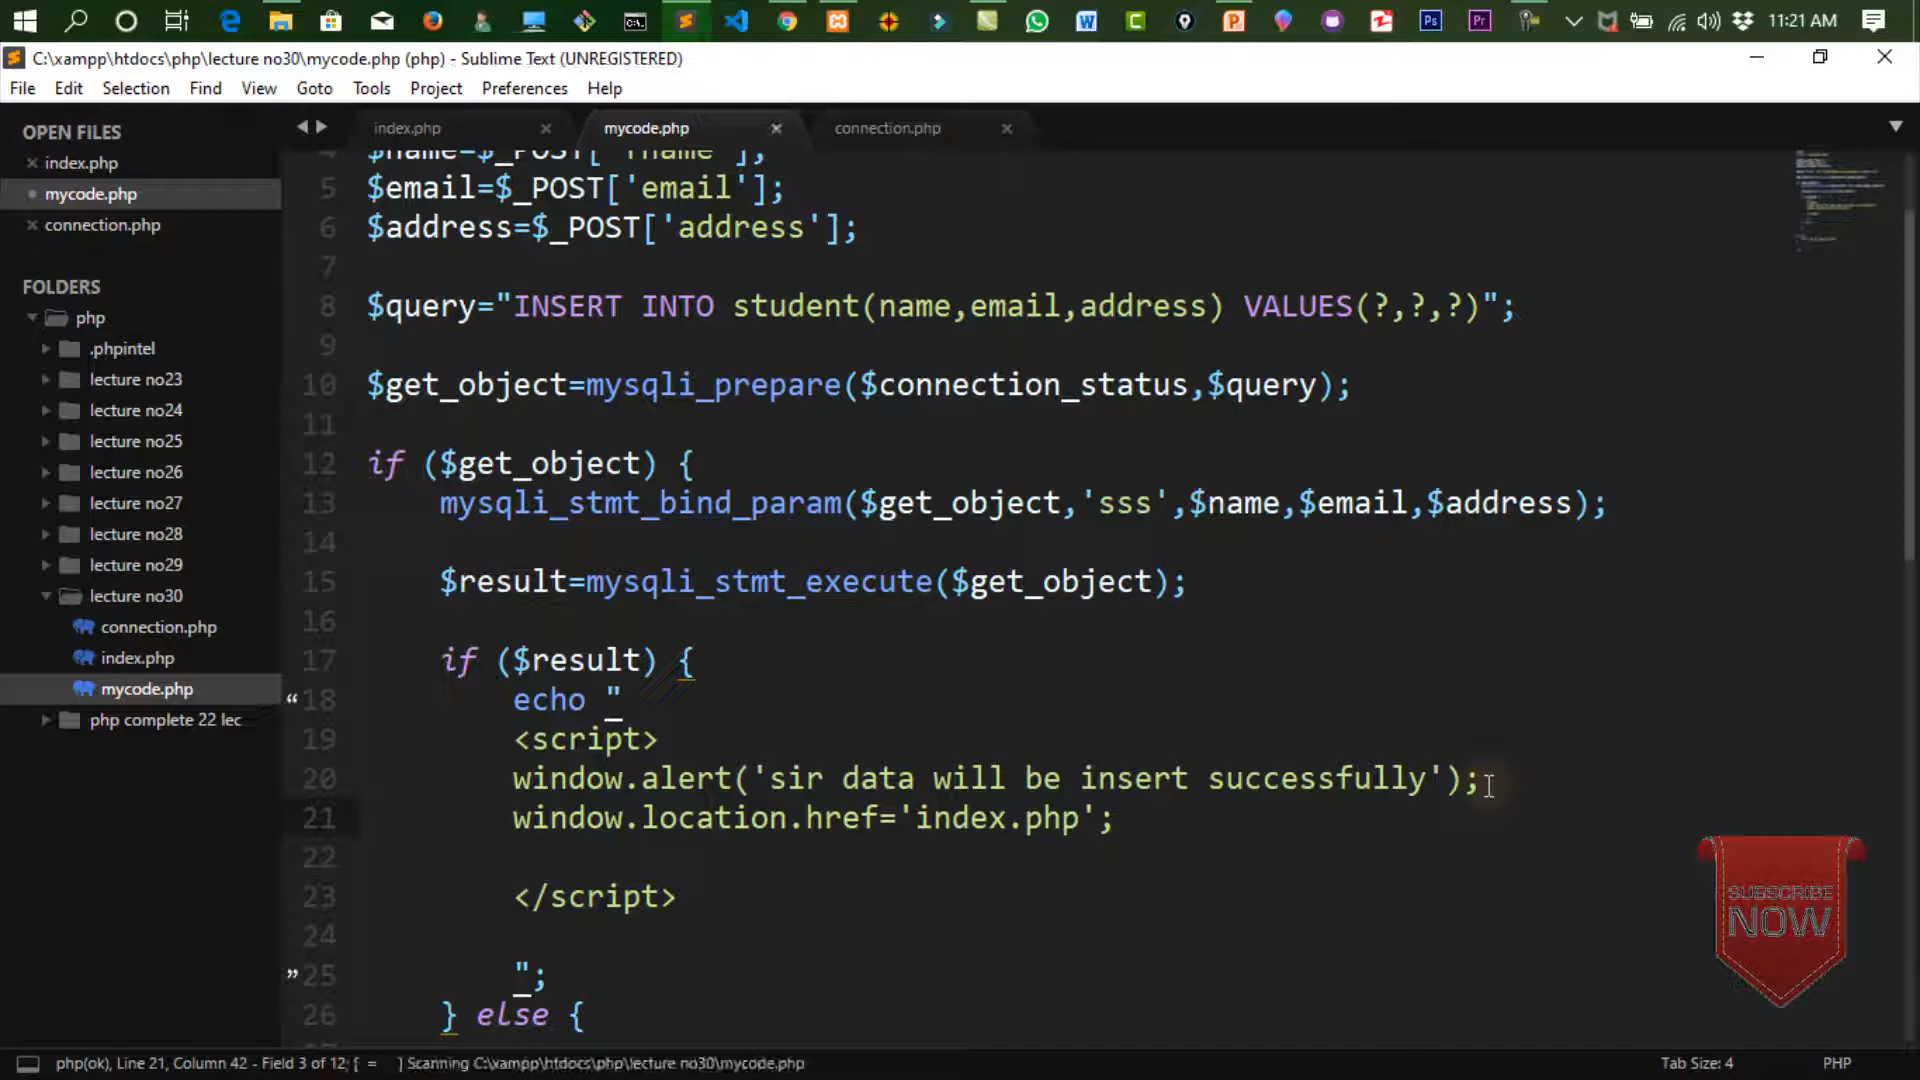 11:21 AM
C:\xampp\htdocs\php\lecture no30\mycode.php (php) - Sublime Text (UNREGISTERED)
File Edit Selection Find View Goto Tools Project Preferences Help
OPEN FILES
index.php
mycode.php
connection.php
FOLDERS
php
.phpintel
lecture no23
lecture no24
lecture no25
lecture no26
lecture no27
lecture no28
lecture no29
lecture no30
connection.php
index.php
mycode.php
php complete 22 lec
index.php mycode.php connection.php
4 $name=$_POST['fname'];
5 $email=$_POST['email'];
6 $address=$_POST['address'];
7
8 $query="INSERT INTO student(name,email,address) VALUES(?,?,?)";
9
10 $get_object=mysqli_prepare($connection_status,$query);
11
12 if ($get_object) {
13 mysqli_stmt_bind_param($get_object,'sss',$name,$email,$address);
14
15 $result=mysqli_stmt_execute($get_object);
16
17 if ($result) {
18 echo "
19 <script>
20 window.alert('sir data will be insert successfully');
21 window.location.href='index.php';
22
23 </script>
24
25 ";
26 } else {
SUBSCRIBE
NOW
php(ok), Line 21, Column 42 - Field 3 of 12; [ = ] Scanning C:\xampp\htdocs\php\lecture no30\mycode.php
Tab Size: 4
PHP